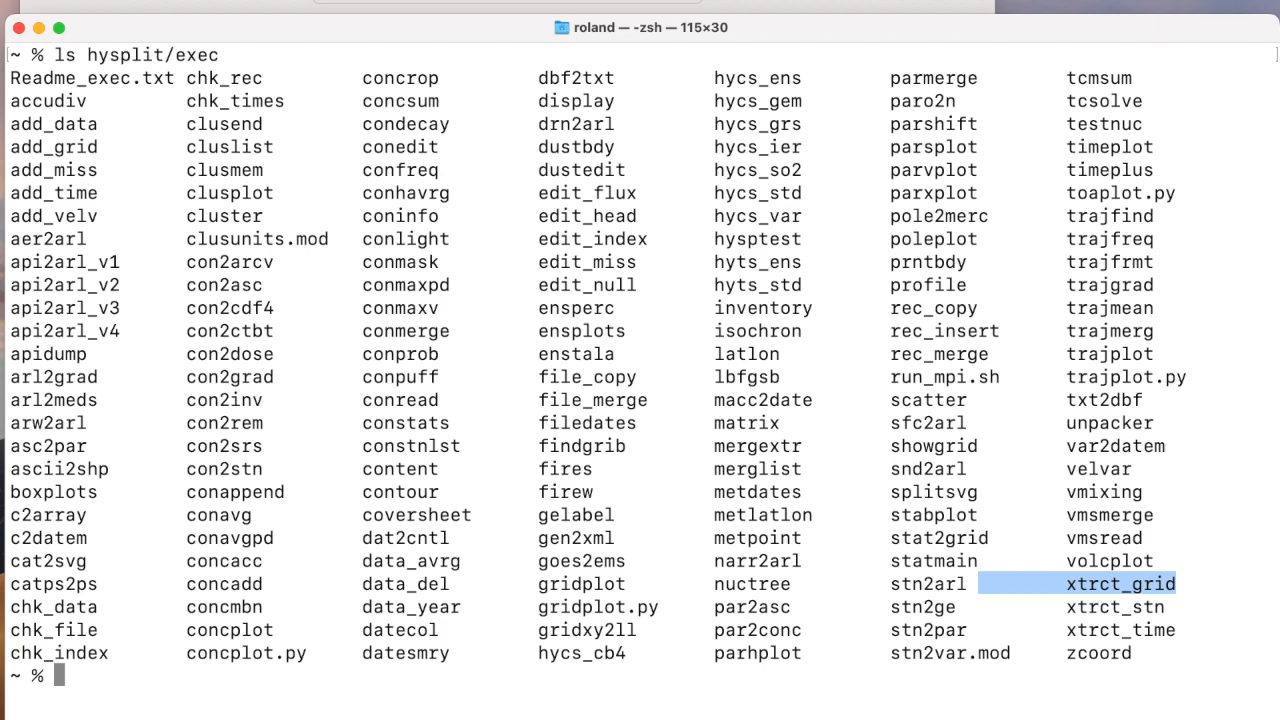 roland — -zsh — 115×30
~ % ls hysplit/exec
Readme_exec.txt chk_rec concrop dbf2txt hycs_ens parmerge tcmsum
accudiv chk_times concsum display hycs_gem paro2n tcsolve
add_data clusend condecay drn2arl hycs_grs parshift testnuc
add_grid cluslist conedit dustbdy hycs_ier parsplot timeplot
add_miss clusmem confreq dustedit hycs_so2 parvplot timeplus
add_time clusplot conhavrg edit_flux hycs_std parxplot toaplot.py
add_velv cluster coninfo edit_head hycs_var pole2merc trajfind
aer2arl clusunits.mod conlight edit_index hysptest poleplot trajfreq
api2arl_v1 con2arcv conmask edit_miss hyts_ens prntbdy trajfrmt
api2arl_v2 con2asc conmaxpd edit_null hyts_std profile trajgrad
api2arl_v3 con2cdf4 conmaxv ensperc inventory rec_copy trajmean
api2arl_v4 con2ctbt conmerge ensplots isochron rec_insert trajmerg
apidump con2dose conprob enstala latlon rec_merge trajplot
arl2grad con2grad conpuff file_copy lbfgsb run_mpi.sh trajplot.py
arl2meds con2inv conread file_merge macc2date scatter txt2dbf
arw2arl con2rem constats filedates matrix sfc2arl unpacker
asc2par con2srs constnlst findgrib mergextr showgrid var2datem
ascii2shp con2stn content fires merglist snd2arl velvar
boxplots conappend contour firew metdates splitsvg vmixing
c2array conavg coversheet gelabel metlatlon stabplot vmsmerge
c2datem conavgpd dat2cntl gen2xml metpoint stat2grid vmsread
cat2svg concacc data_avrg goes2ems narr2arl statmain volcplot
catps2ps concadd data_del gridplot nuctree stn2arl xtrct_grid
chk_data concmbn data_year gridplot.py par2asc stn2ge xtrct_stn
chk_file concplot datecol gridxy2ll par2conc stn2par xtrct_time
chk_index concplot.py datesmry hycs_cb4 parhplot stn2var.mod zcoord
~ %